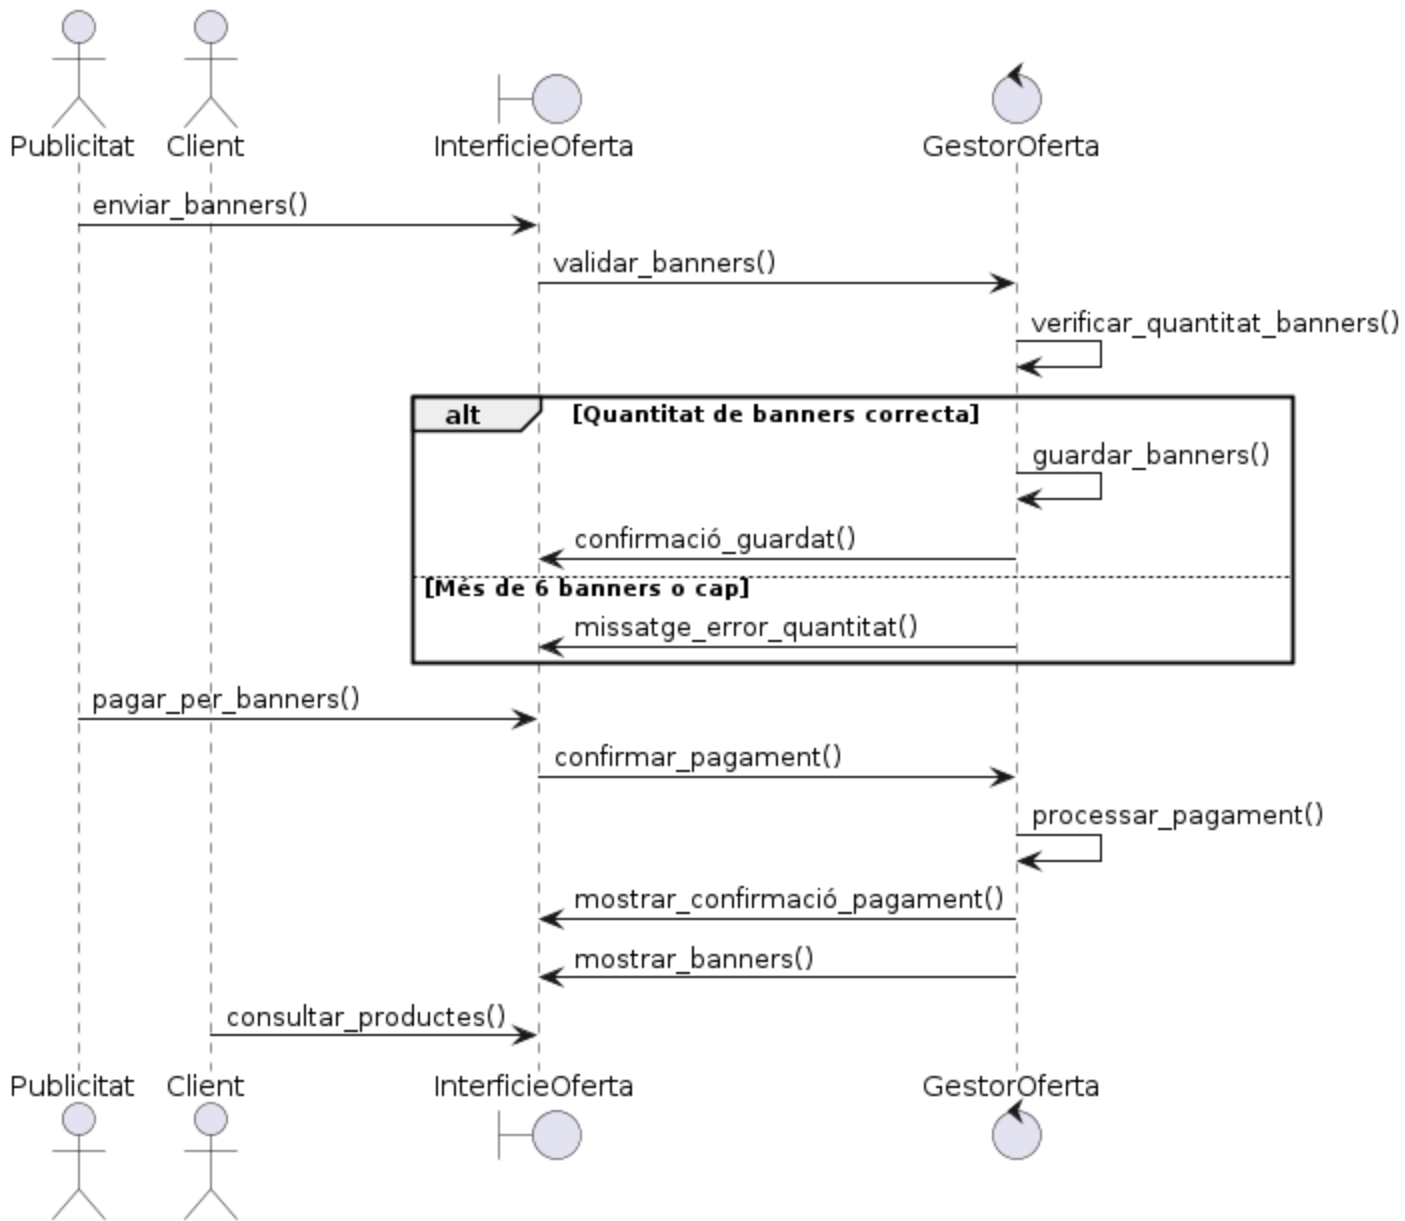 Publicitat
Client
InterficieOferta
GestorOferta
enviar_banners()
validar_banners()
verificar_quantitat_banners()
alt
[Quantitat de banners correcta]
guardar_banners()
confirmació_guardat()
[Més de 6 banners o cap]
missatge_error_quantitat()
pagar_per_banners()
confirmar_pagament()
processar_pagament()
mostrar_confirmació_pagament()
mostrar_banners()
consultar_productes()
Publicitat
Client
InterficieOferta
GestorOferta